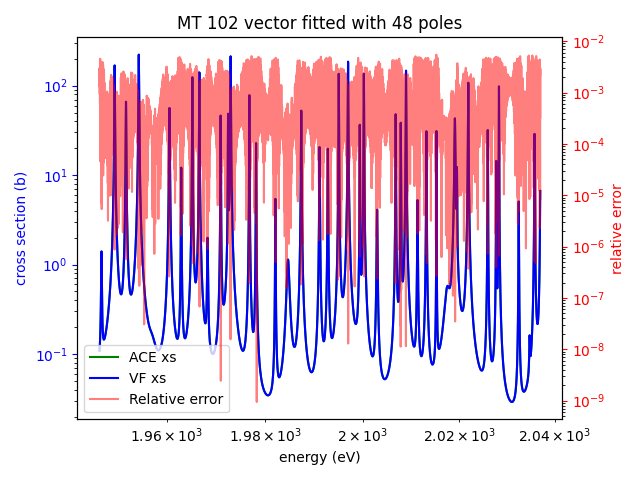 MT 102 vector fitted with 48 poles
cross section (b)
10²
10¹
10⁰
10⁻¹
10⁻²
10⁻³
10⁻⁴
10⁻⁵
10⁻⁶
10⁻⁷
10⁻⁸
10⁻⁹
relative error
ACE xs
VF xs
Relative error
1.96 × 10³ 1.98 × 10³ 2 × 10³ 2.02 × 10³ 2.04 × 10³
energy (eV)